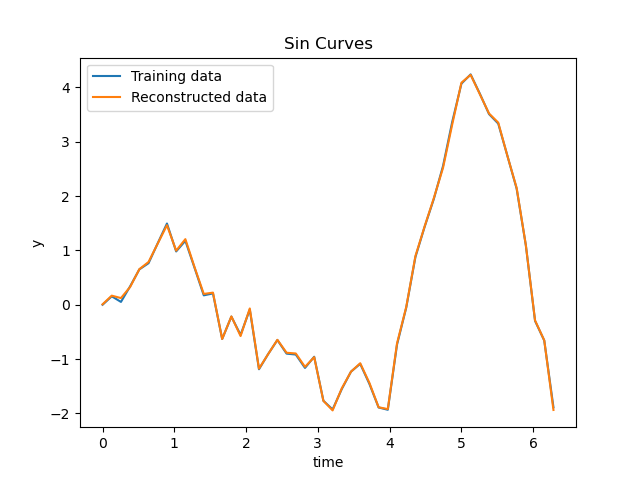 Sin Curves
Training data
Reconstructed data
4
3
2
1
0
−1
−2
y
0 1 2 3 4 5 6
time